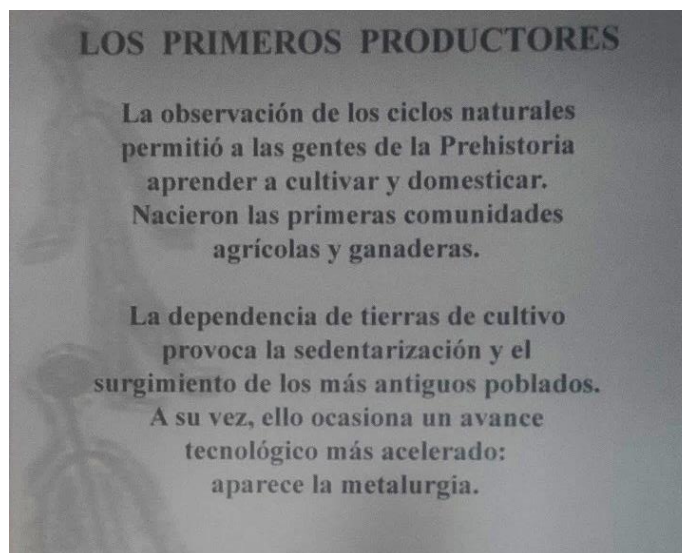 LOS PRIMEROS PRODUCTORES
La observación de los ciclos naturales
permitió a las gentes de la Prehistoria
aprender a cultivar y domesticar.
Nacieron las primeras comunidades
agrícolas y ganaderas.
La dependencia de tierras de cultivo
provoca la sedentarización y el
surgimiento de los más antiguos poblados.
A su vez, ello ocasiona un avance
tecnológico más acelerado:
aparece la metalurgia.